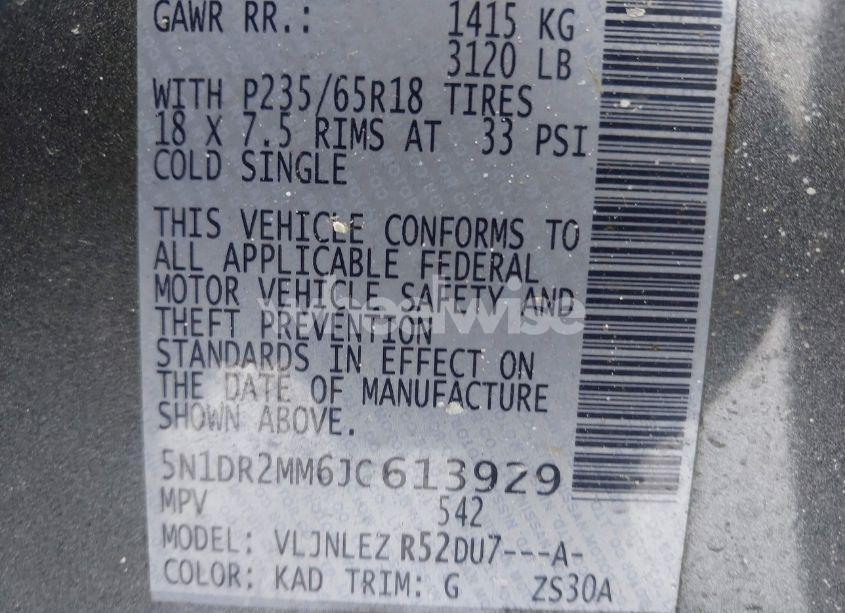 GAWR RR.: 1415 KG
3120 LB
WITH P235/65R18 TIRES
18 X 7.5 RIMS AT 33 PSI
COLD SINGLE
THIS VEHICLE CONFORMS TO
ALL APPLICABLE FEDERAL
MOTOR VEHICLE SAFETY AND
THEFT PREVENTION
STANDARDS IN EFFECT ON
THE DATE OF MANUFACTURE
SHOWN ABOVE.
5N1DR2MM6JC613929
MPV 542
MODEL: VLJNLEZ R52DU7---A-
COLOR: KAD TRIM: G ZS30A